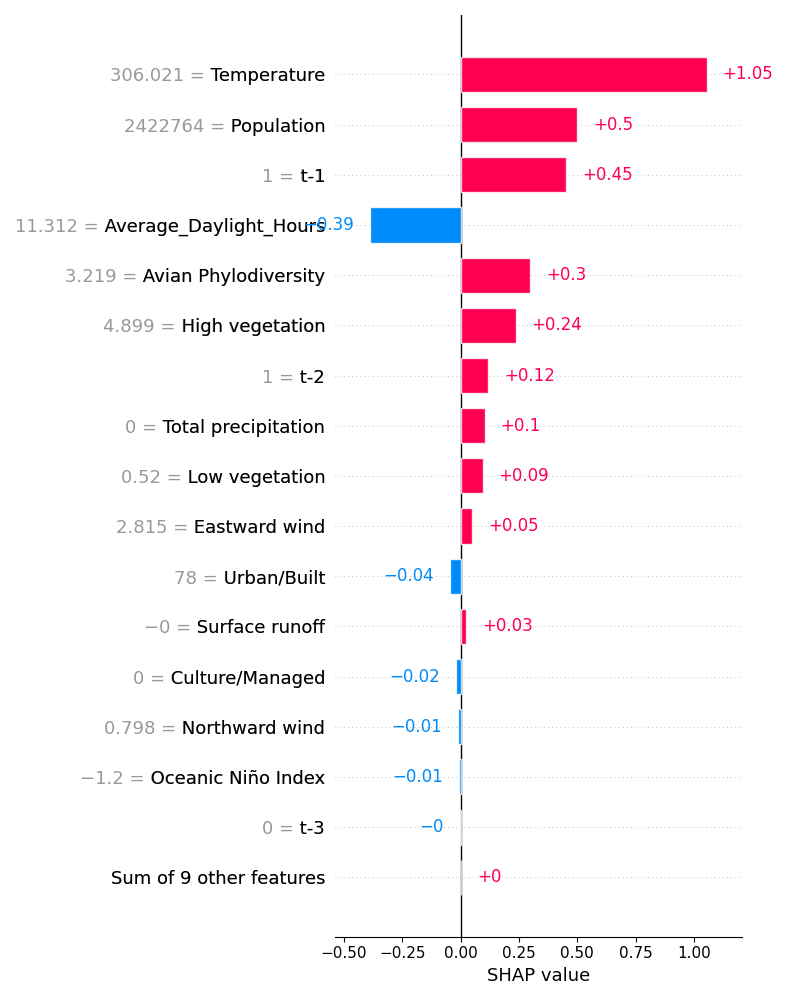 306.021 = Temperature +1.05
2422764 = Population +0.5
1 = t-1 +0.45
11.312 = Average_Daylight_Hours −0.39
3.219 = Avian Phylodiversity +0.3
4.899 = High vegetation +0.24
1 = t-2 +0.12
0 = Total precipitation +0.1
0.52 = Low vegetation +0.09
2.815 = Eastward wind +0.05
78 = Urban/Built −0.04
−0 = Surface runoff +0.03
0 = Culture/Managed −0.02
0.798 = Northward wind −0.01
−1.2 = Oceanic Niño Index −0.01
0 = t-3 −0
Sum of 9 other features +0
−0.50 −0.25 0.00 0.25 0.50 0.75 1.00
SHAP value